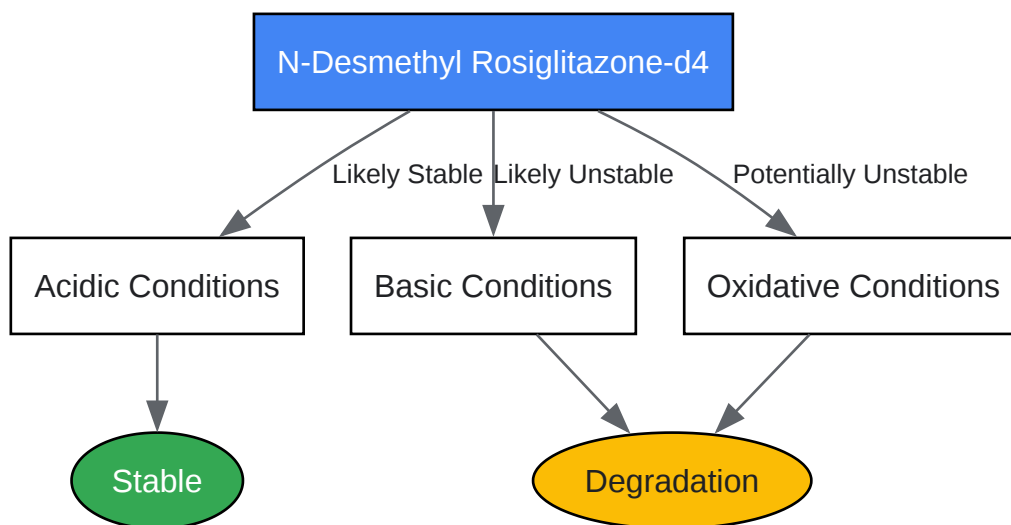 N-Desmethyl Rosiglitazone-d4
Likely Stable
Likely Unstable
Potentially Unstable
Acidic Conditions
Basic Conditions
Oxidative Conditions
Stable
Degradation